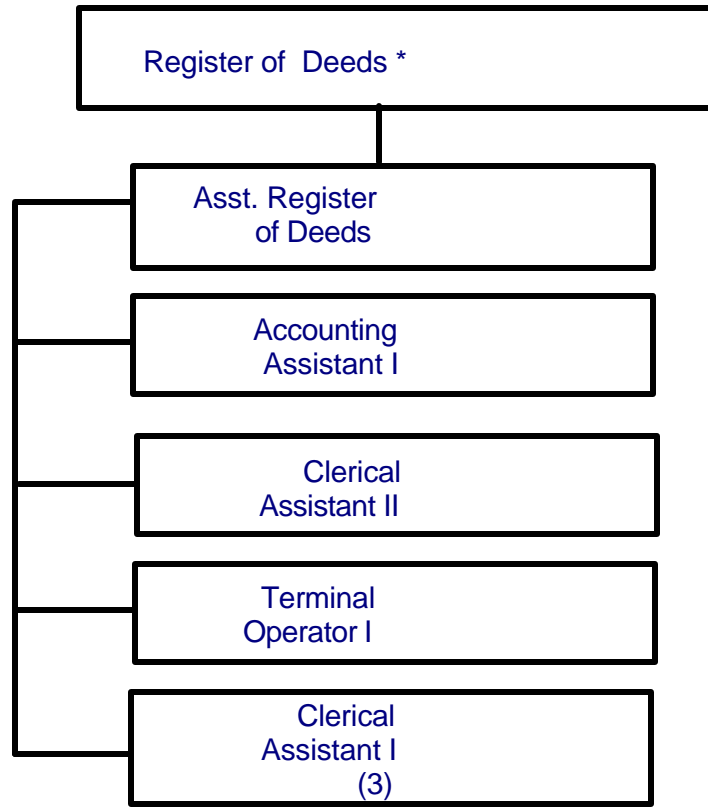 Register of Deeds *
Asst. Register
of Deeds
Accounting
Assistant I
Clerical
Assistant II
Terminal
Operator I
Clerical
Assistant I
(3)